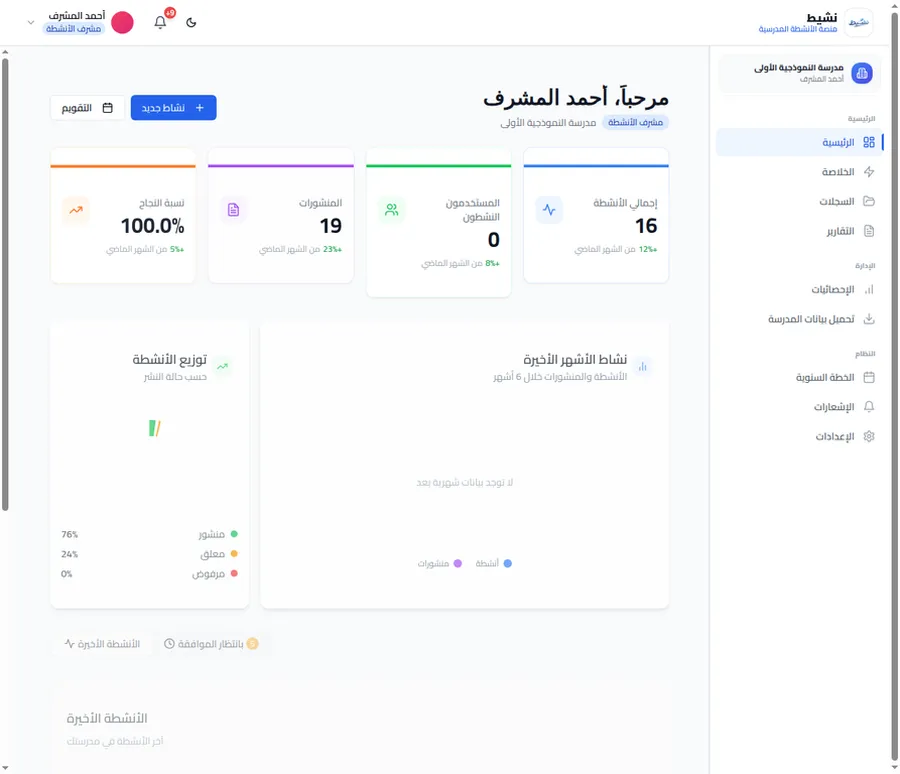 نشيط
منصة الأنشطة المدرسية
نشيط
+9
أحمد المشرف
مشرف الأنشطة
مدرسة النموذجية الأولى
أحمد المشرف
الرئيسية
الرئيسية
الخلاصة
السجلات
التقارير
الإدارة
الإحصائيات
تحميل بيانات المدرسة
النظام
الخطة السنوية
الإشعارات
الإعدادات
مرحباً، أحمد المشرف
مشرف الأنشطة مدرسة النموذجية الأولى
نشاط جديد
التقويم
إجمالي الأنشطة
16
+12% من الشهر الماضي
المستخدمون
النشطون
0
+8% من الشهر الماضي
المنشورات
19
+23% من الشهر الماضي
نسبة النجاح
100.0%
+5% من الشهر الماضي
نشاط الأشهر الأخيرة
الأنشطة والمنشورات خلال 6 أشهر
لا توجد بيانات شهرية بعد
أنشطة
منشورات
توزيع الأنشطة
حسب حالة النشر
منشور 76%
معلق 24%
مرفوض 0%
بانتظار الموافقة
الأنشطة الأخيرة
الأنشطة الأخيرة
آخر الأنشطة في مدرستك